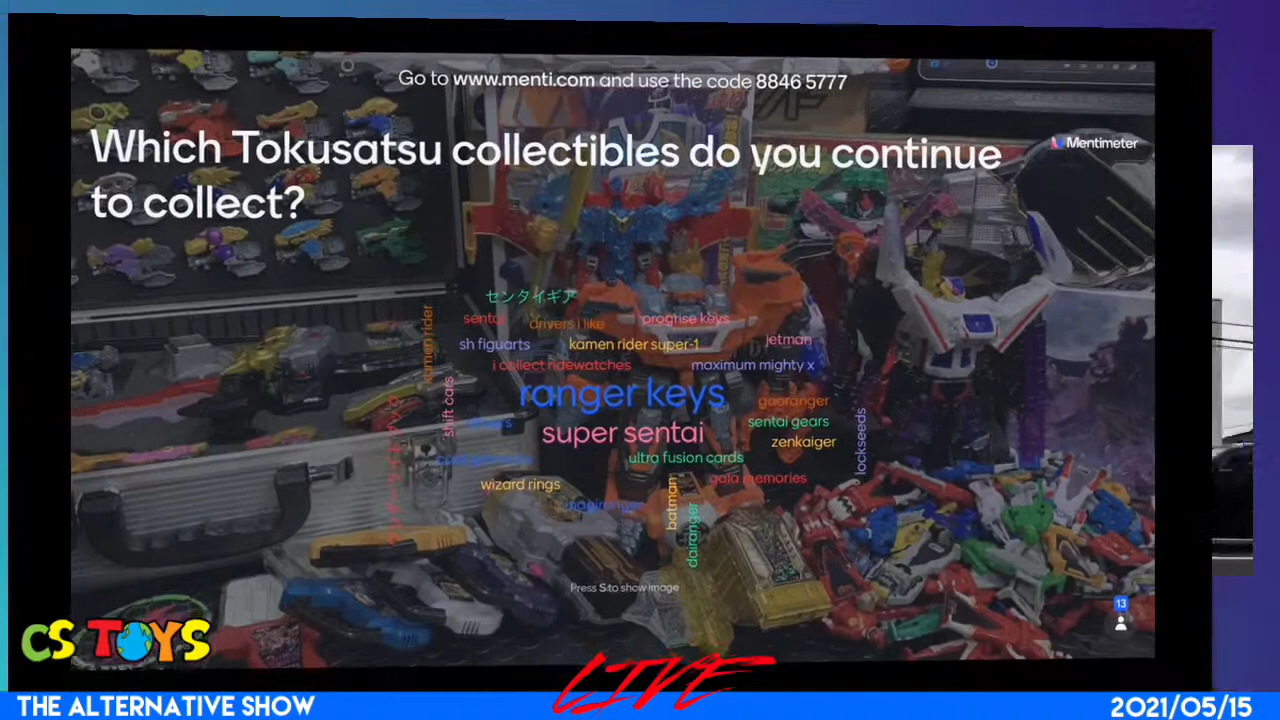 Go to www.menti.com and use the code 8846 5777
Which Tokusatsu collectibles do you continue
to collect?
Mentimeter
センタイギア
sentai
drivers i like
progrise keys
kamen rider
sh figuarts
kamen rider super-1
jetman
i collect ridewatches
maximum mighty x
shift cars
ranger keys
gaoranger
super sentai
sentai gears
zenkaiger
lockseeds
ultra fusion cards
wizard rings
gaia memories
batman
dairanger
Press S to show image
13
CS TOYS
LIVE
THE ALTERNATIVE SHOW
2021/05/15